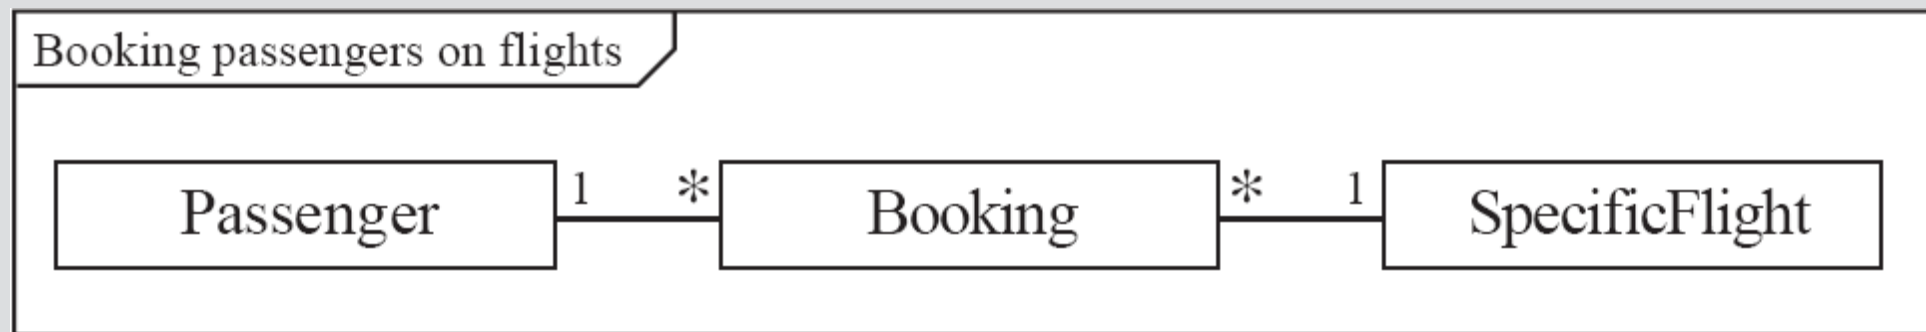 Booking passengers on flights
Passenger 1 * Booking * 1 SpecificFlight